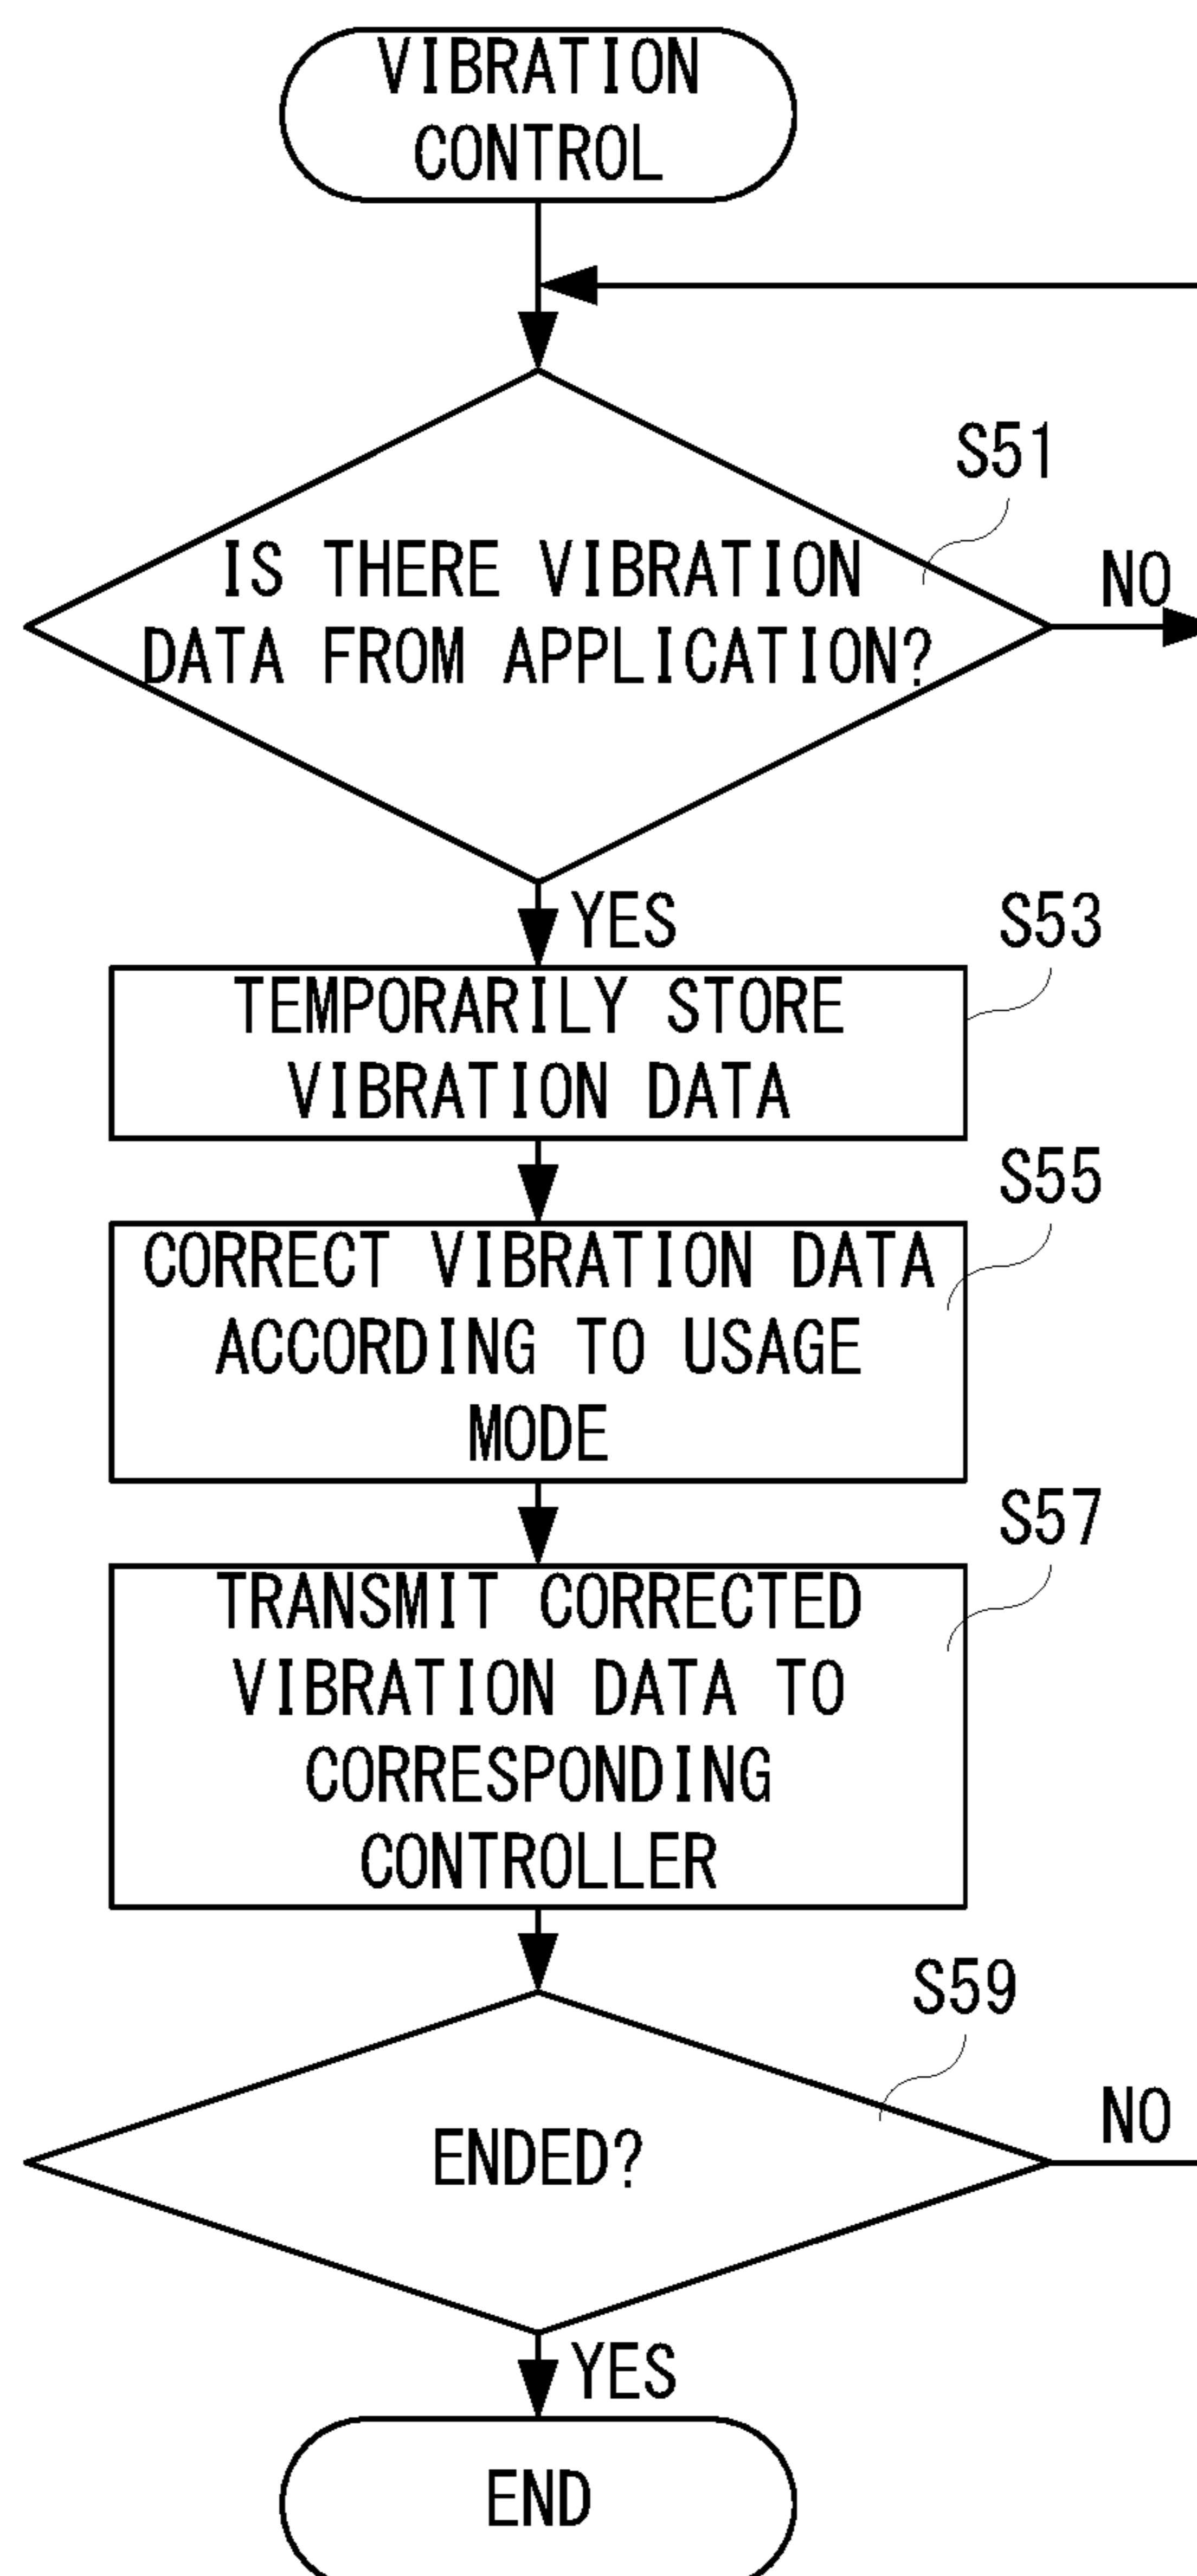 VIBRATION
CONTROL
S51
IS THERE VIBRATION
DATA FROM APPLICATION?
NO
YES
S53
TEMPORARILY STORE
VIBRATION DATA
S55
CORRECT VIBRATION DATA
ACCORDING TO USAGE
MODE
S57
TRANSMIT CORRECTED
VIBRATION DATA TO
CORRESPONDING
CONTROLLER
S59
ENDED?
NO
YES
END